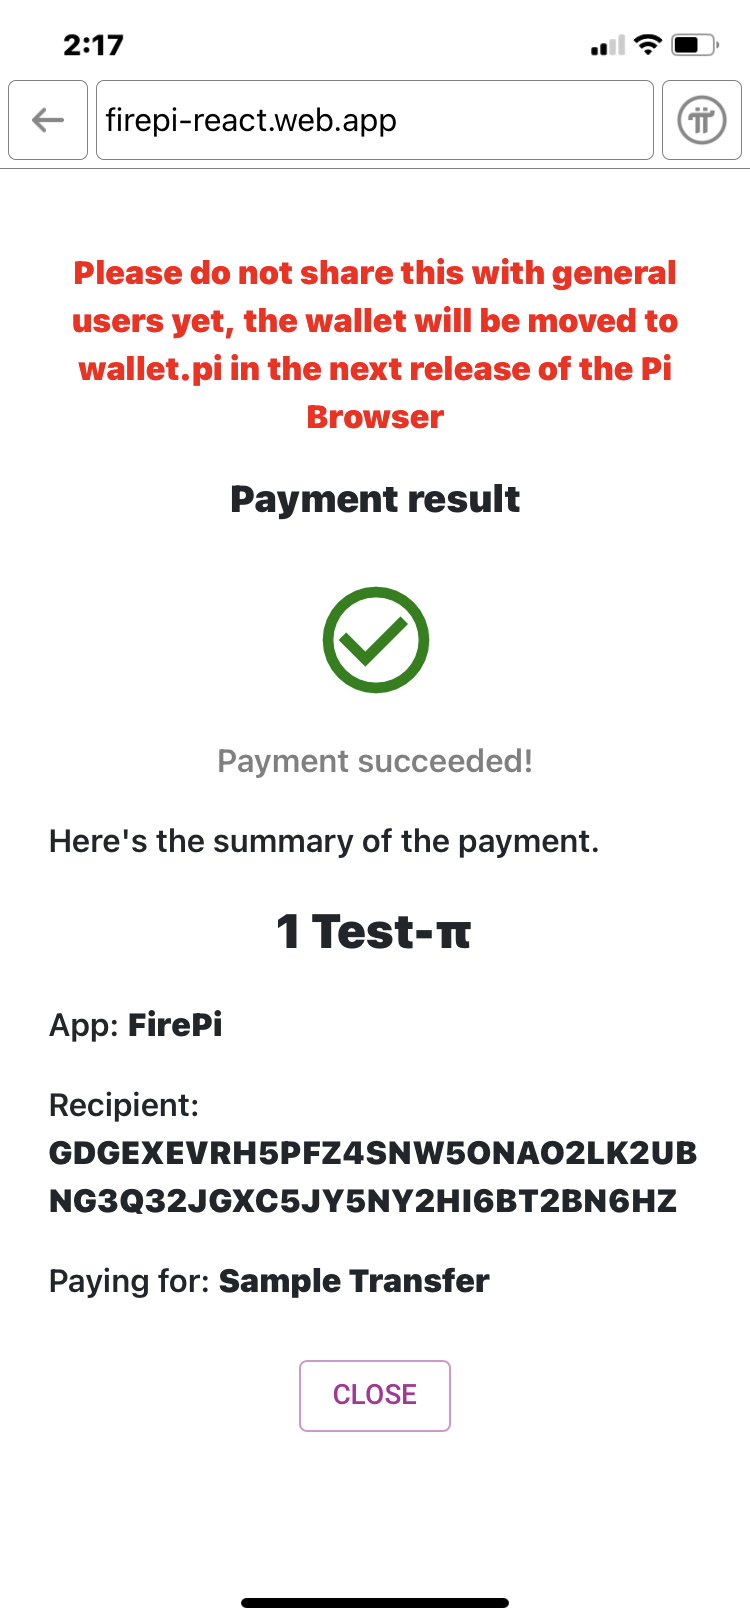 2:17
firepi-react.web.app
Please do not share this with general
users yet, the wallet will be moved to
wallet.pi in the next release of the Pi
Browser
Payment result
Payment succeeded!
Here's the summary of the payment.
1 Test-π
App: FirePi
Recipient:
GDGEXEVRH5PFZ4SNW5ONAO2LK2UB
NG3Q32JGXC5JY5NY2HI6BT2BN6HZ
Paying for: Sample Transfer
CLOSE